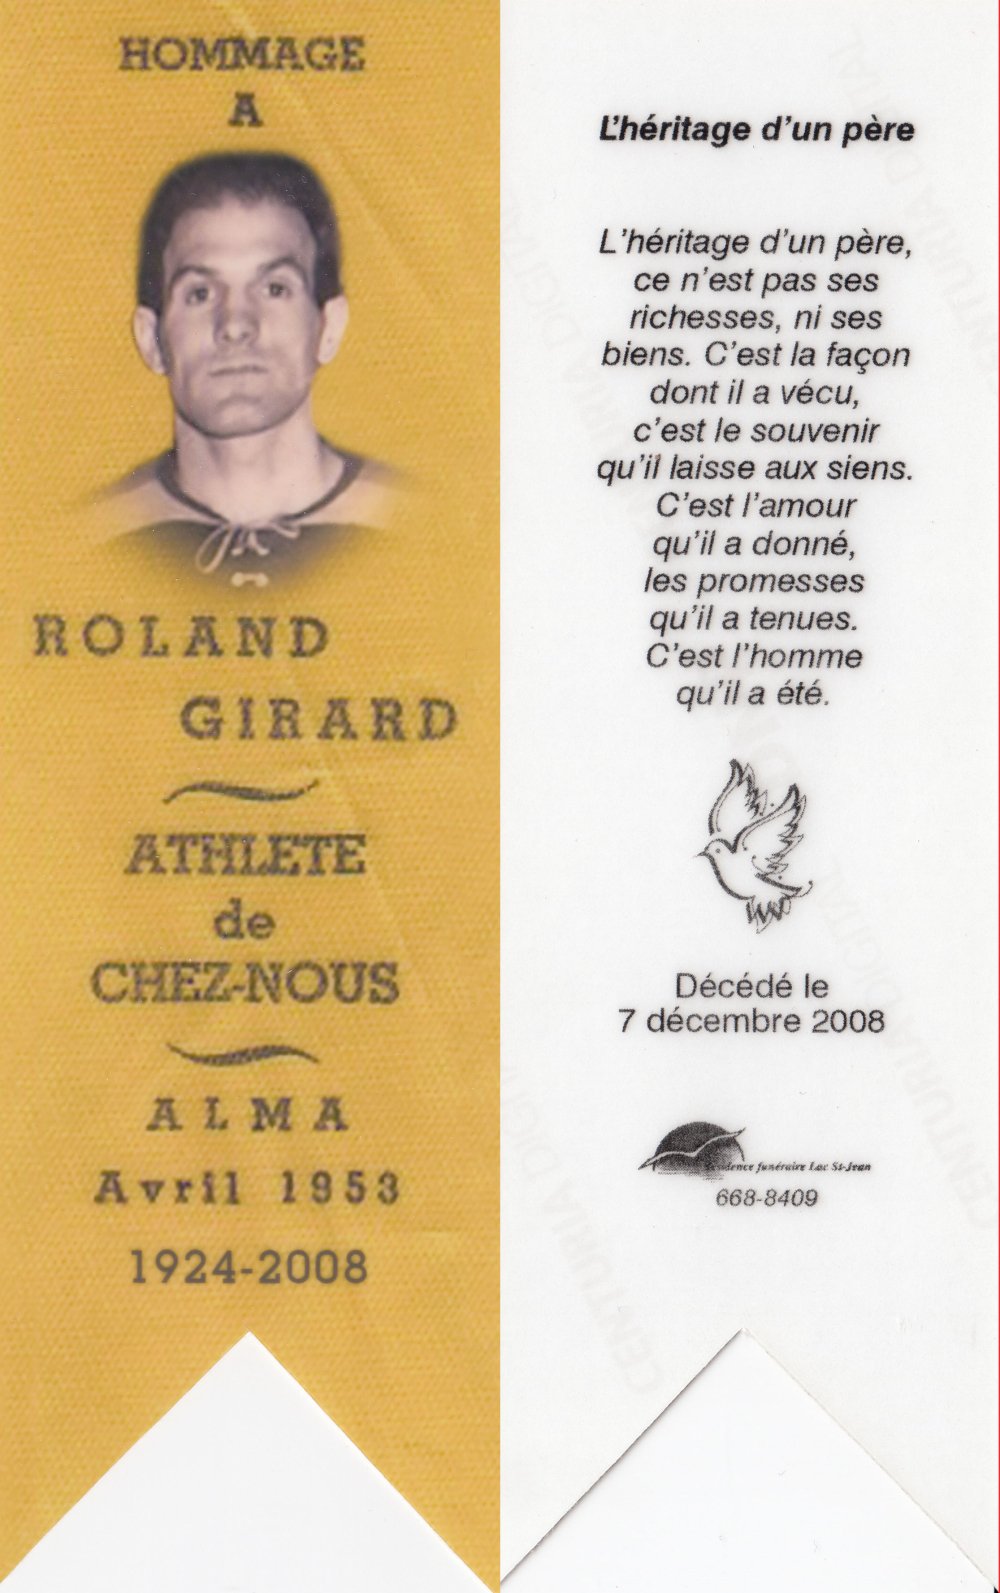 HOMMAGE
A
ROLAND
GIRARD
ATHLETE
de
CHEZ-NOUS
ALMA
Avril 1953
1924-2008
L'héritage d'un père
L'héritage d'un père,
ce n'est pas ses
richesses, ni ses
biens. C'est la façon
dont il a vécu,
c'est le souvenir
qu'il laisse aux siens.
C'est l'amour
qu'il a donné,
les promesses
qu'il a tenues.
C'est l'homme
qu'il a été.
Décédé le
7 décembre 2008
Résidence funéraire Lac St-Jean
668-8409